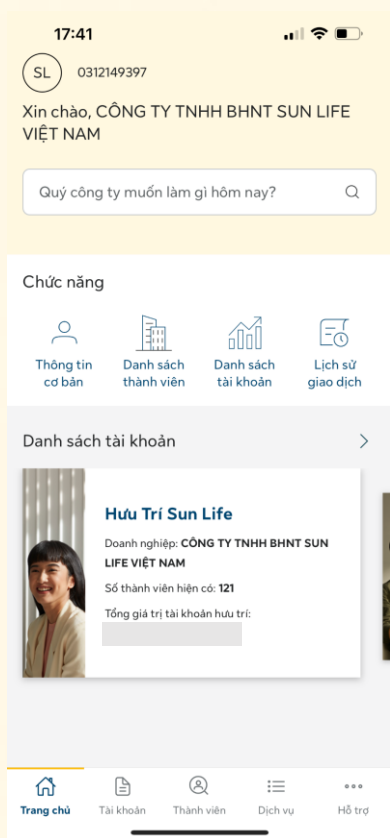 17:41
SL 0312149397
Xin chào, CÔNG TY TNHH BHNT SUN LIFE
VIỆT NAM
Quý công ty muốn làm gì hôm nay?
Chức năng
Thông tin Danh sách Danh sách Lịch sử
cơ bản thành viên tài khoản giao dịch
Danh sách tài khoản
Hưu Trí Sun Life
Doanh nghiệp: CÔNG TY TNHH BHNT SUN
LIFE VIỆT NAM
Số thành viên hiện có: 121
Tổng giá trị tài khoản hưu trí:
Trang chủ Tài khoản Thành viên Dịch vụ Hỗ trợ